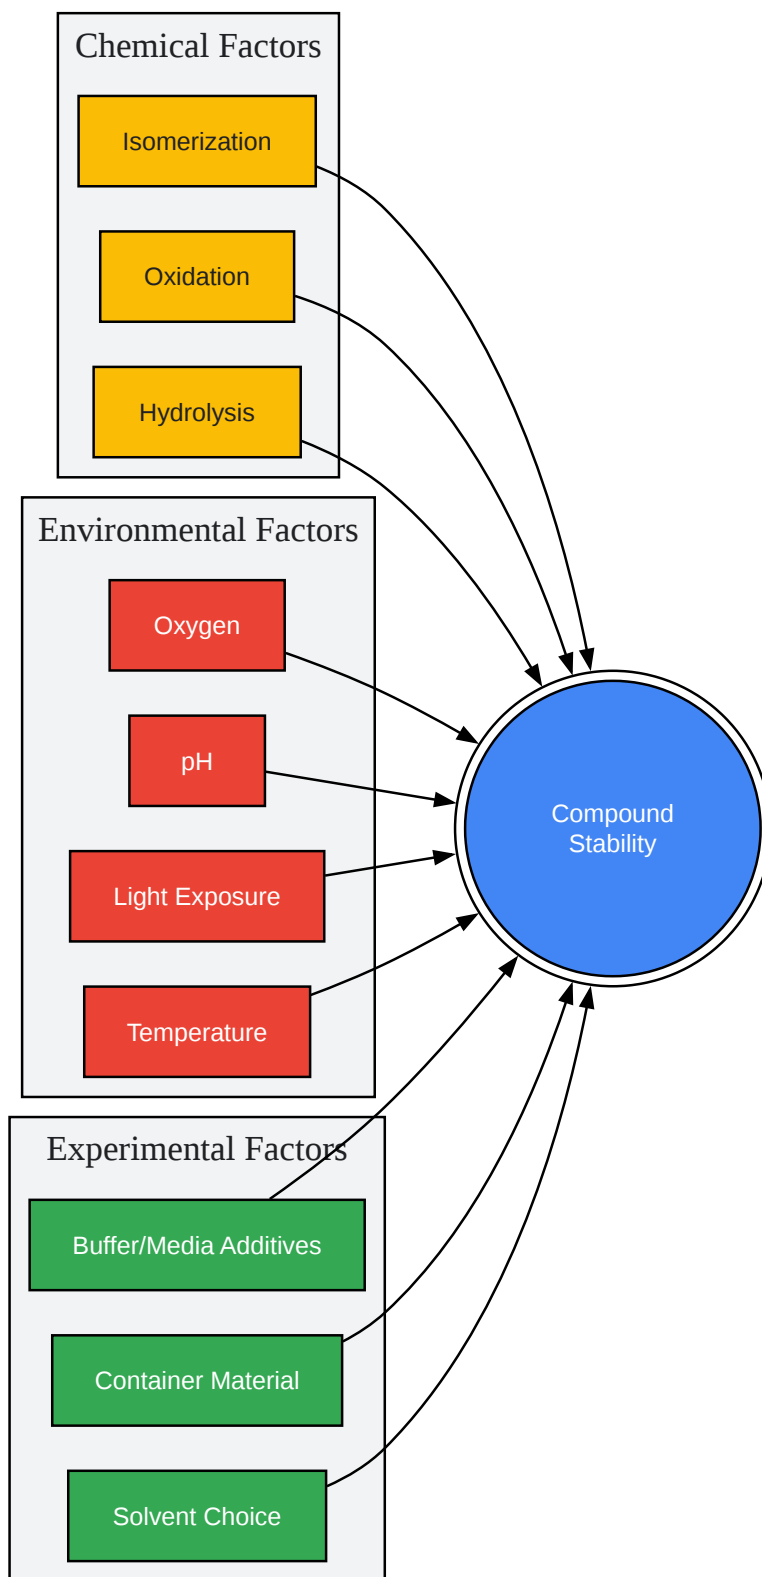 Chemical Factors
Isomerization
Oxidation
Hydrolysis
Environmental Factors
Oxygen
pH
Light Exposure
Temperature
Compound
Stability
Experimental Factors
Buffer/Media Additives
Container Material
Solvent Choice